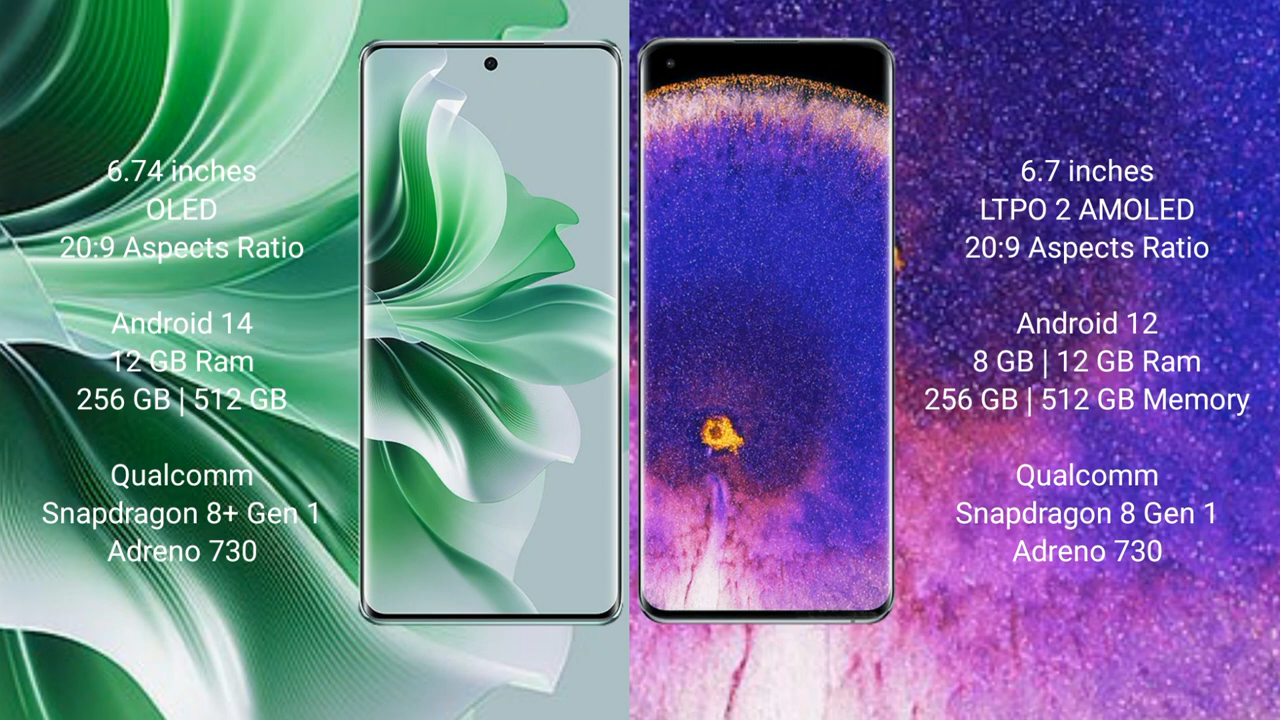 6.74 inches
OLED
20:9 Aspects Ratio
Android 14
12 GB Ram
256 GB | 512 GB
Qualcomm
Snapdragon 8+ Gen 1
Adreno 730
6.7 inches
LTPO 2 AMOLED
20:9 Aspects Ratio
Android 12
8 GB | 12 GB Ram
256 GB | 512 GB Memory
Qualcomm
Snapdragon 8 Gen 1
Adreno 730